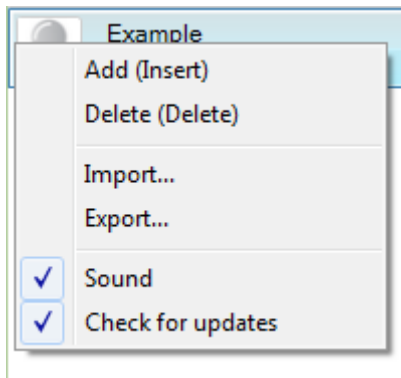 Example
Add (Insert)
Delete (Delete)
Import...
Export...
Sound
Check for updates